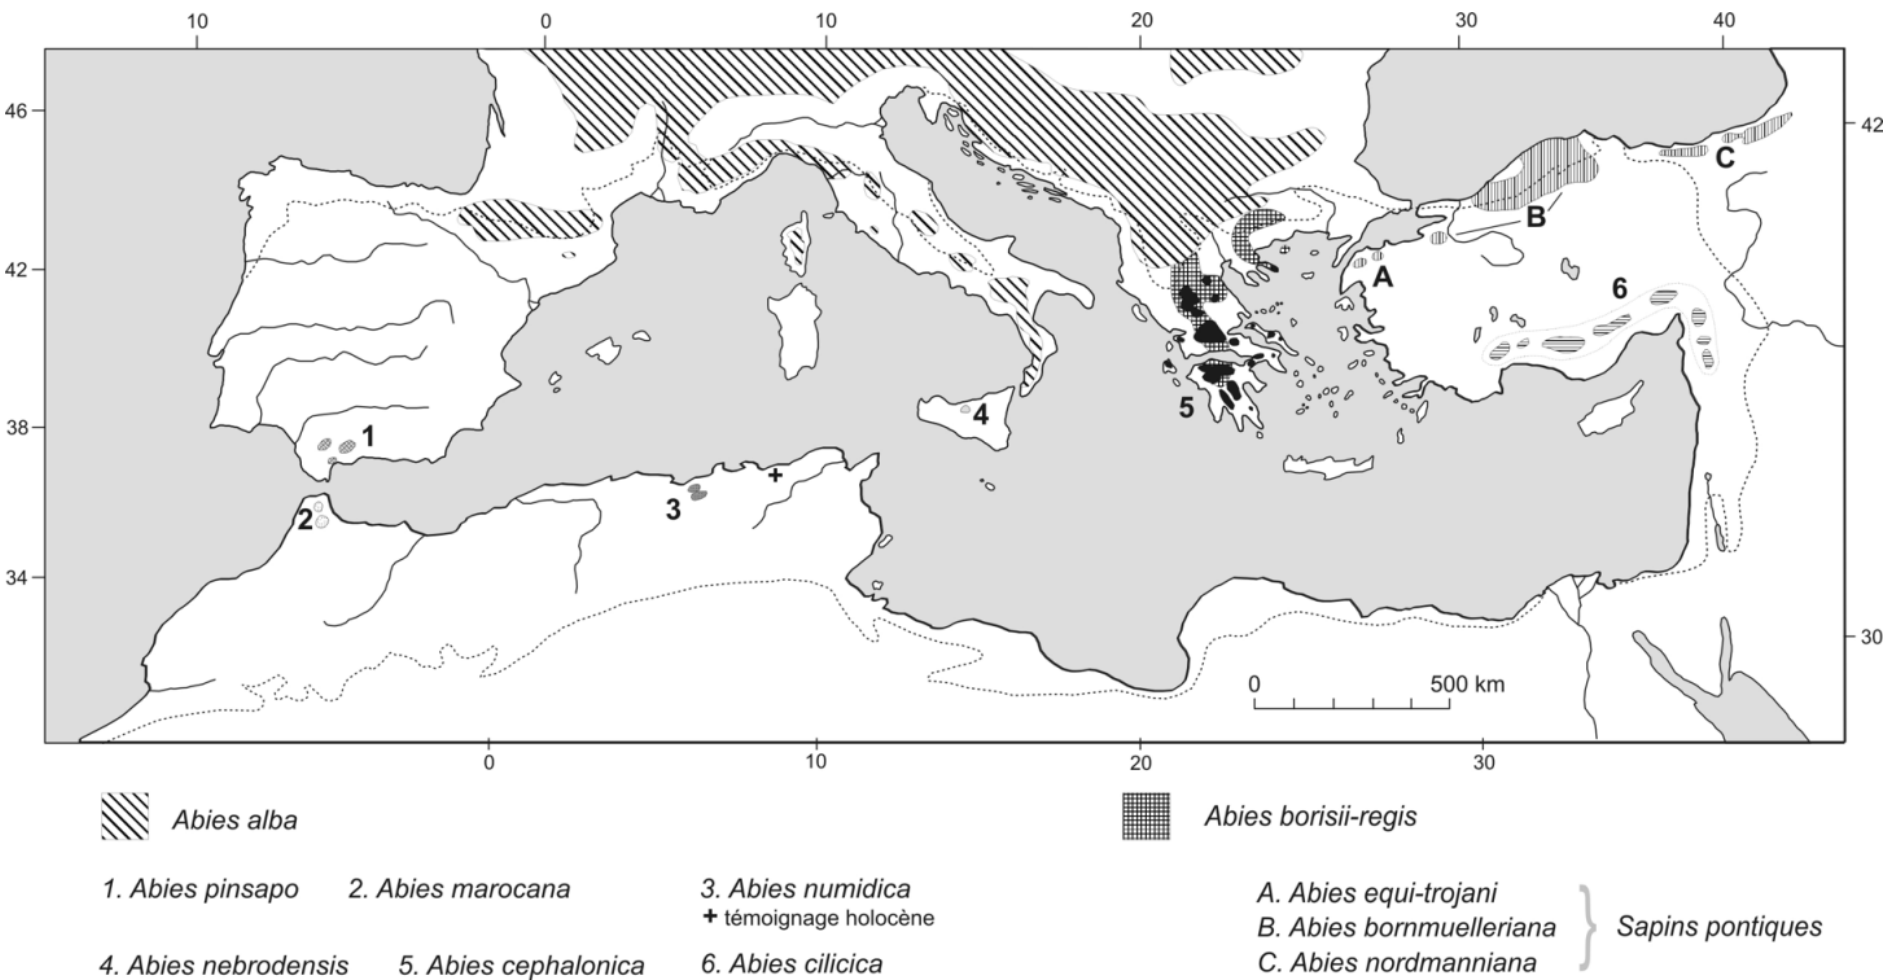 10 0 10 20 30 40
46
42
42
C
B
A
6
42
4
5
38
1
3
2
34
30
0 500 km
0 10 20 30
Abies alba
Abies borisii-regis
1. Abies pinsapo 2. Abies marocana 3. Abies numidica
+ témoignage holocène
4. Abies nebrodensis 5. Abies cephalonica 6. Abies cilicica
A. Abies equi-trojani
B. Abies bornmuelleriana
C. Abies nordmanniana
Sapins pontiques